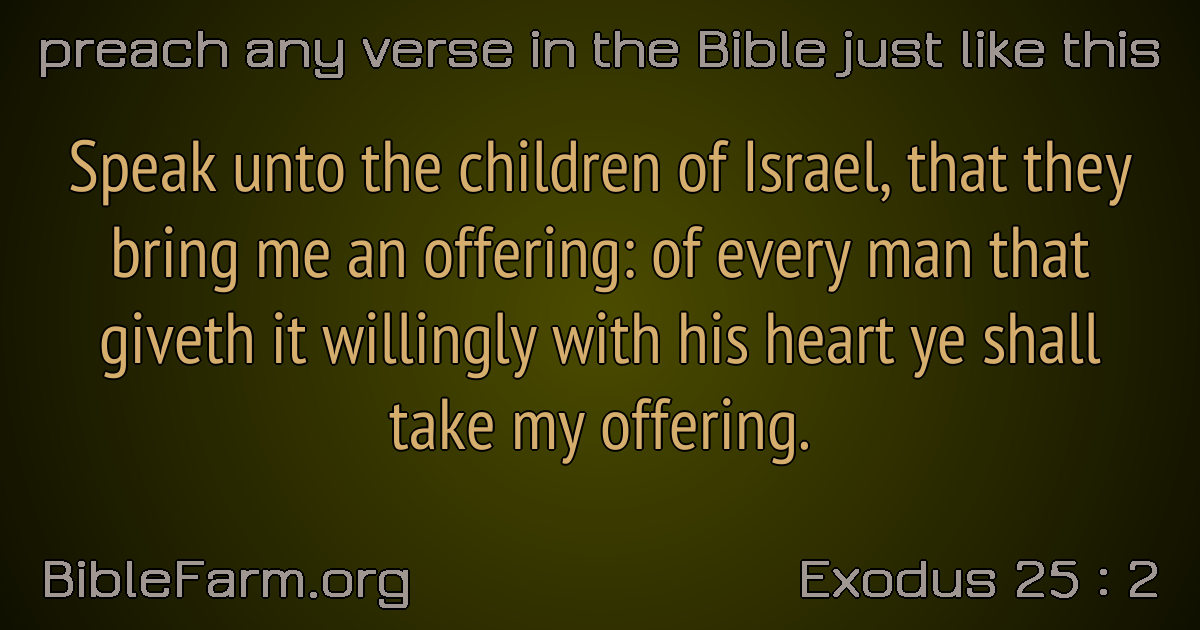 preach any verse in the Bible just like this
Speak unto the children of Israel, that they
bring me an offering: of every man that
giveth it willingly with his heart ye shall
take my offering.
BibleFarm.org
Exodus 25 : 2